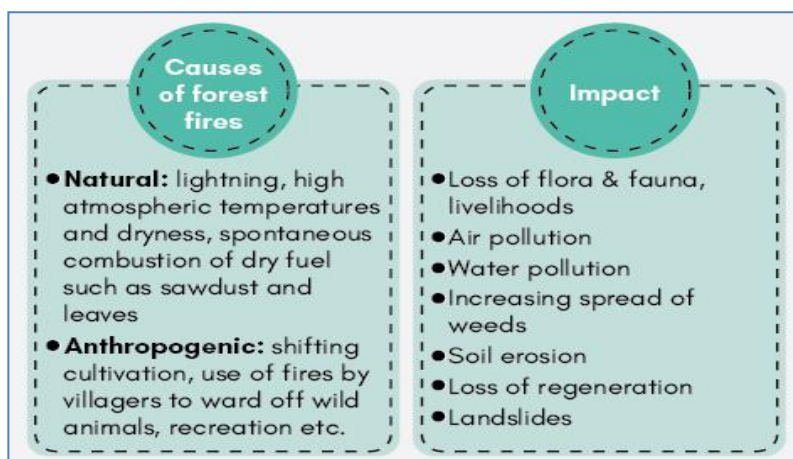 Causes
of forest
fires
●Natural: lightning, high
atmospheric temperatures
and dryness, spontaneous
combustion of dry fuel
such as sawdust and
leaves
●Anthropogenic: shifting
cultivation, use of fires by
villagers to ward off wild
animals, recreation etc.
Impact
●Loss of flora & fauna,
livelihoods
●Air pollution
●Water pollution
●Increasing spread of
weeds
●Soil erosion
●Loss of regeneration
●Landslides